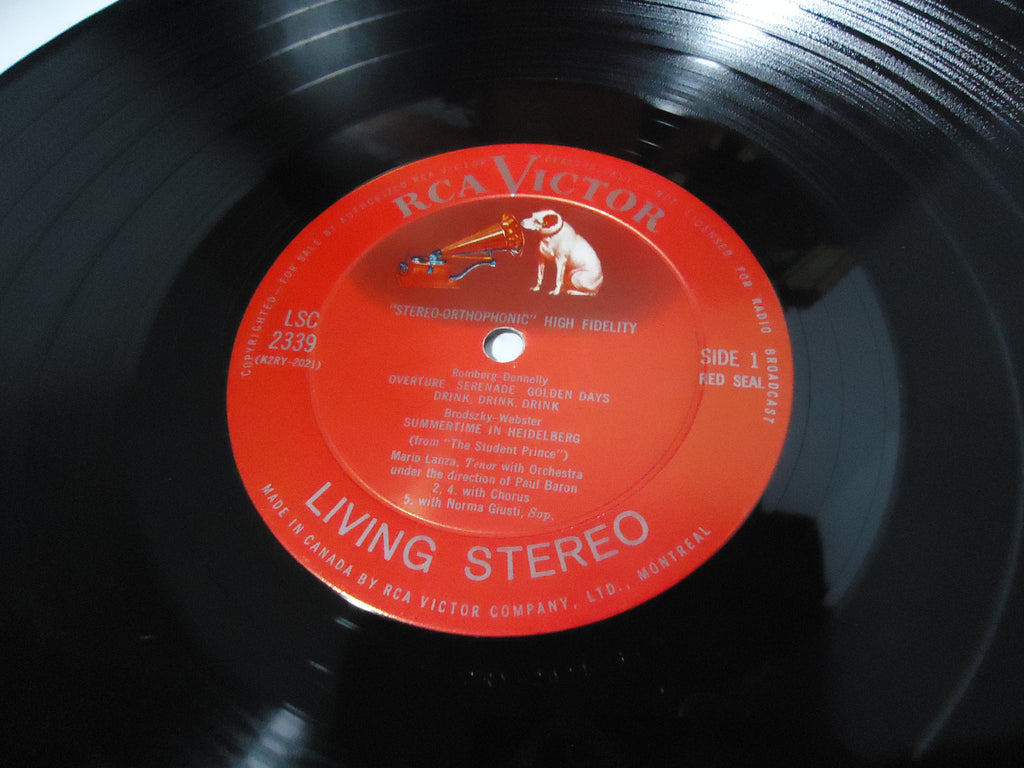 RCA VICTOR
COPYRIGHTED - FOR SALE BY AUTHORIZED RCA VICTOR LICENSED FOR RADIO BROADCAST
"STEREO-ORTHOPHONIC" HIGH FIDELITY
LSC
2339
(K2RY-2021)
SIDE 1
RED SEAL
Romberg-Donnelly
OVERTURE SERENADE GOLDEN DAYS
DRINK, DRINK, DRINK
Brodszky-Webster
SUMMERTIME IN HEIDELBERG
(from "The Student Prince")
Mario Lanza, Tenor with Orchestra
under the direction of Paul Baron
2, 4. with Chorus
5. with Norma Giusti, Sop.
LIVING STEREO
MADE IN CANADA BY RCA VICTOR COMPANY, LTD., MONTREAL